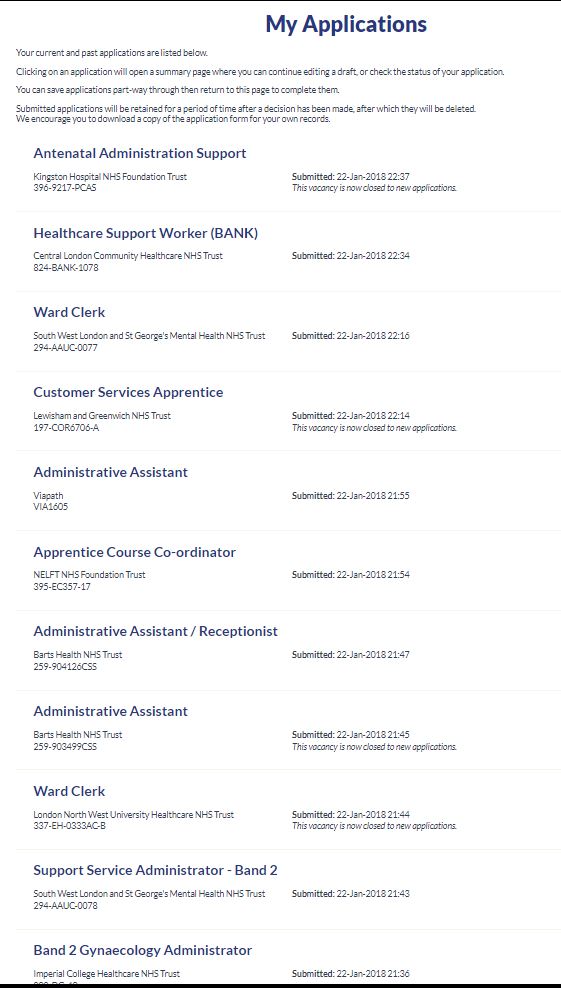 My Applications
Your current and past applications are listed below.
Clicking on an application will open a summary page where you can continue editing a draft, or check the status of your application.
You can save applications part-way through then return to this page to complete them.
Submitted applications will be retained for a period of time after a decision has been made, after which they will be deleted.
We encourage you to download a copy of the application form for your own records.
Antenatal Administration Support
Kingston Hospital NHS Foundation Trust
Submitted: 22-Jan-2018 22:37
396-9217-PCAS
This vacancy is now closed to new applications.
Healthcare Support Worker (BANK)
Central London Community Healthcare NHS Trust
Submitted: 22-Jan-2018 22:34
824-BANK-1078
Ward Clerk
South West London and St George's Mental Health NHS Trust
Submitted: 22-Jan-2018 22:16
294-AAUC-0077
Customer Services Apprentice
Lewisham and Greenwich NHS Trust
Submitted: 22-Jan-2018 22:14
197-COR6706-A
This vacancy is now closed to new applications.
Administrative Assistant
Viapath
Submitted: 22-Jan-2018 21:55
VIA1605
Apprentice Course Co-ordinator
NELFT NHS Foundation Trust
Submitted: 22-Jan-2018 21:54
395-EC357-17
Administrative Assistant / Receptionist
Barts Health NHS Trust
Submitted: 22-Jan-2018 21:47
259-904126CSS
Administrative Assistant
Barts Health NHS Trust
Submitted: 22-Jan-2018 21:45
259-903499CSS
This vacancy is now closed to new applications.
Ward Clerk
London North West University Healthcare NHS Trust
Submitted: 22-Jan-2018 21:44
337-EH-0333AC-B
This vacancy is now closed to new applications.
Support Service Administrator - Band 2
South West London and St George's Mental Health NHS Trust
Submitted: 22-Jan-2018 21:43
294-AAUC-0078
Band 2 Gynaecology Administrator
Imperial College Healthcare NHS Trust
Submitted: 22-Jan-2018 21:36